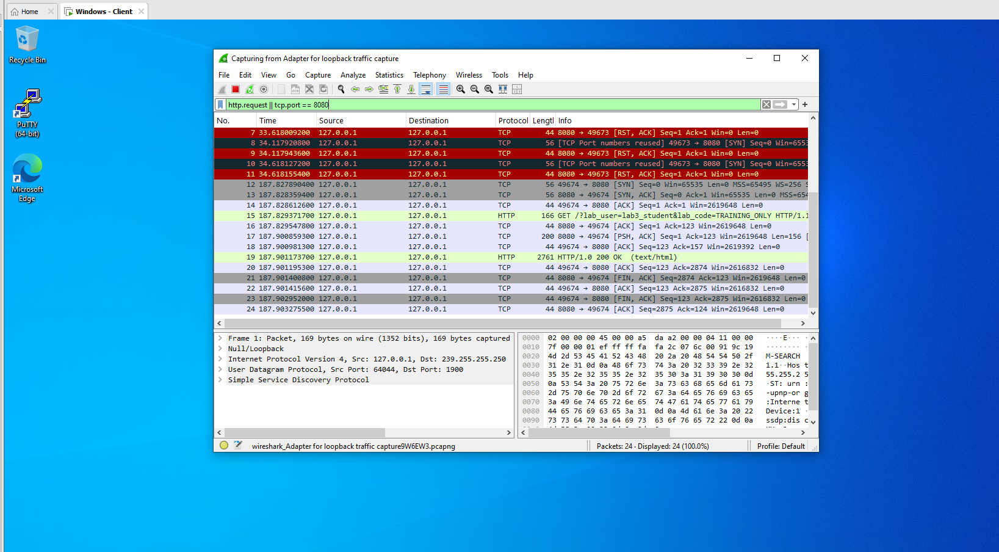 Home
Windows - Client
Recycle Bin
PuTTY
(64-bit)
Microsoft
Edge
Capturing from Adapter for loopback traffic capture
File Edit View Go Capture Analyze Statistics Telephony Wireless Tools Help
http.request || tcp.port == 8080
No. Time Source Destination Protocol Lengtl Info
7 33.618009200 127.0.0.1 127.0.0.1 TCP 44 8080 → 49673 [RST, ACK] Seq=1 Ack=1 Win=0 Len=0
8 34.117920800 127.0.0.1 127.0.0.1 TCP 56 [TCP Port numbers reused] 49673 → 8080 [SYN] Seq=0 Win=6553
9 34.117943600 127.0.0.1 127.0.0.1 TCP 44 8080 → 49673 [RST, ACK] Seq=1 Ack=1 Win=0 Len=0
10 34.618127200 127.0.0.1 127.0.0.1 TCP 56 [TCP Port numbers reused] 49673 → 8080 [SYN] Seq=0 Win=6553
11 34.618155400 127.0.0.1 127.0.0.1 TCP 44 8080 → 49673 [RST, ACK] Seq=1 Ack=1 Win=0 Len=0
12 187.827890400 127.0.0.1 127.0.0.1 TCP 56 49674 → 8080 [SYN] Seq=0 Win=65535 Len=0 MSS=65495 WS=256 S
13 187.828359400 127.0.0.1 127.0.0.1 TCP 56 8080 → 49674 [SYN, ACK] Seq=0 Ack=1 Win=65535 Len=0 MSS=654
14 187.828612600 127.0.0.1 127.0.0.1 TCP 44 49674 → 8080 [ACK] Seq=1 Ack=1 Win=2619648 Len=0
15 187.829371700 127.0.0.1 127.0.0.1 HTTP 166 GET /?lab_user=lab3_student&lab_code=TRAINING_ONLY HTTP/1.1
16 187.829547800 127.0.0.1 127.0.0.1 TCP 44 8080 → 49674 [ACK] Seq=1 Ack=123 Win=2619648 Len=0
17 187.900859300 127.0.0.1 127.0.0.1 TCP 200 8080 → 49674 [PSH, ACK] Seq=1 Ack=123 Win=2619648 Len=156 [
18 187.900981300 127.0.0.1 127.0.0.1 TCP 44 49674 → 8080 [ACK] Seq=123 Ack=157 Win=2619392 Len=0
19 187.901173700 127.0.0.1 127.0.0.1 HTTP 2761 HTTP/1.0 200 OK (text/html)
20 187.901195300 127.0.0.1 127.0.0.1 TCP 44 49674 → 8080 [ACK] Seq=123 Ack=2874 Win=2616832 Len=0
21 187.901400800 127.0.0.1 127.0.0.1 TCP 44 8080 → 49674 [FIN, ACK] Seq=2874 Ack=123 Win=2619648 Len=0
22 187.901415600 127.0.0.1 127.0.0.1 TCP 44 49674 → 8080 [ACK] Seq=123 Ack=2875 Win=2616832 Len=0
23 187.902952000 127.0.0.1 127.0.0.1 TCP 44 49674 → 8080 [FIN, ACK] Seq=123 Ack=2875 Win=2616832 Len=0
24 187.903275500 127.0.0.1 127.0.0.1 TCP 44 8080 → 49674 [ACK] Seq=2875 Ack=124 Win=2619648 Len=0
Frame 1: Packet, 169 bytes on wire (1352 bits), 169 bytes captured
Null/Loopback
Internet Protocol Version 4, Src: 127.0.0.1, Dst: 239.255.255.250
User Datagram Protocol, Src Port: 64044, Dst Port: 1900
Simple Service Discovery Protocol
0000 02 00 00 00 45 00 00 a5 da a2 00 00 04 11 00 00 ····E··· ·
0010 7f 00 00 01 ef ff ff fa fa 2c 07 6c 00 91 9c 19 ········ ·
0020 4d 2d 53 45 41 52 43 48 20 2a 20 48 54 54 50 2f M-SEARCH
0030 31 2e 31 0d 0a 48 6f 73 74 3a 20 32 33 39 2e 32 1.1··Hos t
0040 35 35 2e 32 35 35 2e 32 35 30 3a 31 39 30 30 0d 55.255.2 5
0050 0a 53 54 3a 20 75 72 6e 3a 73 63 68 65 6d 61 73 ·ST: urn :
0060 2d 75 70 6e 70 2d 6f 72 67 3a 64 65 76 69 63 65 -upnp-or g
0070 3a 49 6e 74 65 72 6e 65 74 47 61 74 65 77 61 79 :Interne t
0080 44 65 76 69 63 65 3a 31 0d 0a 4d 61 6e 3a 20 22 Device:1 ·
0090 73 73 64 70 3a 64 69 73 63 6f 76 65 72 22 0d 0a ssdp:dis c
wireshark_Adapter for loopback traffic capture9W6EW3.pcapng
Packets: 24 · Displayed: 24 (100.0%)
Profile: Default